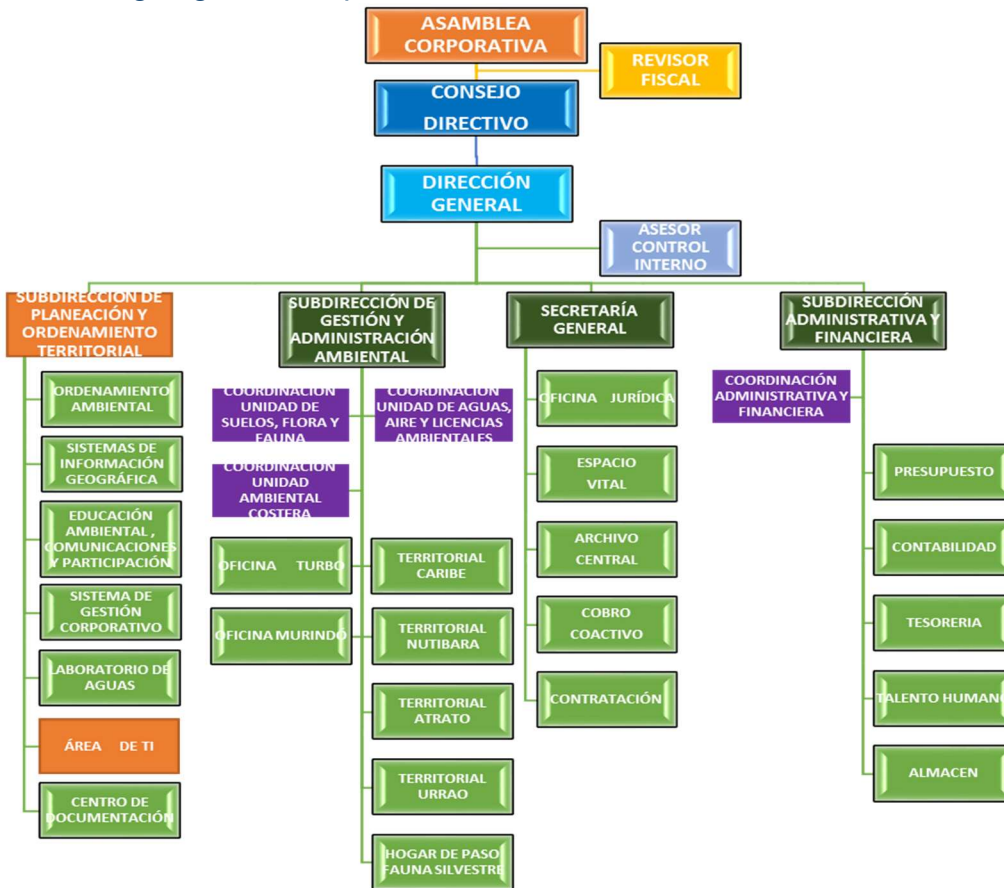 ASAMBLEA
CORPORATIVA
REVISOR
FISCAL
CONSEJO
DIRECTIVO
DIRECCIÓN
GENERAL
ASESOR
CONTROL
INTERNO
SUBDIRECCIÓN DE
PLANEACIÓN Y
ORDENAMIENTO
TERRITORIAL
ORDENAMIENTO
AMBIENTAL
SISTEMAS DE
INFORMACIÓN
GEOGRÁFICA
EDUCACIÓN
AMBIENTAL ,
COMUNICACIONES
Y PARTICIPACIÓN
SISTEMA DE
GESTIÓN
CORPORATIVO
LABORATORIO DE
AGUAS
ÁREA DE TI
CENTRO DE
DOCUMENTACIÓN
SUBDIRECCIÓN DE
GESTIÓN Y
ADMINISTRACIÓN
AMBIENTAL
COORDINACIÓN
UNIDAD DE
SUELOS, FLORA Y
FAUNA
COORDINACIÓN
UNIDAD DE AGUAS,
AIRE Y LICENCIAS
AMBIENTALES
COORDINACIÓN
UNIDAD
AMBIENTAL
COSTERA
OFICINA TURBO
TERRITORIAL
CARIBE
OFICINA MURINDÓ
TERRITORIAL
NUTIBARA
TERRITORIAL
ATRATO
TERRITORIAL
URRAO
HOGAR DE PASO
FAUNA SILVESTRE
SECRETARÍA
GENERAL
OFICINA JURÍDICA
ESPACIO
VITAL
ARCHIVO
CENTRAL
COBRO
COACTIVO
CONTRATACIÓN
SUBDIRECCIÓN
ADMINISTRATIVA Y
FINANCIERA
COORDINACIÓN
ADMINISTRATIVA Y
FINANCIERA
PRESUPUESTO
CONTABILIDAD
TESORERIA
TALENTO HUMANO
ALMACEN